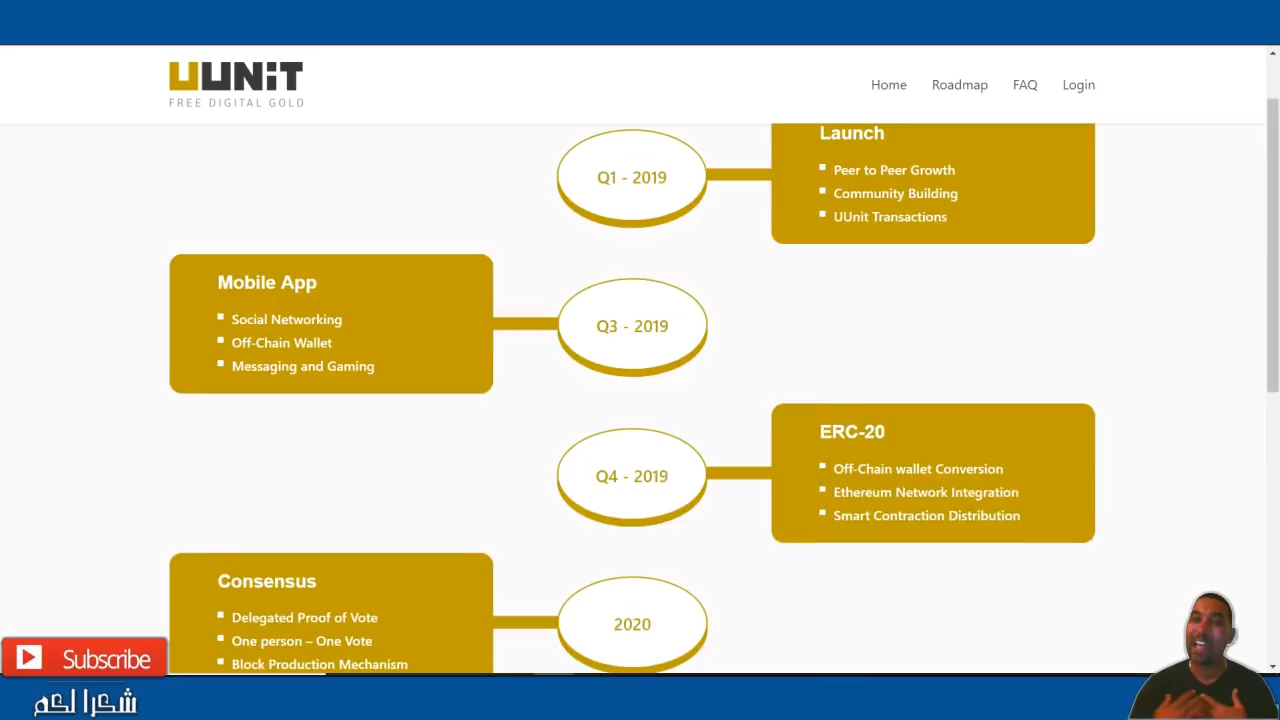 UUNiT
FREE DIGITAL GOLD
Home
Roadmap
FAQ
Login
Launch
Peer to Peer Growth
Community Building
UUnit Transactions
Q1 - 2019
Mobile App
Social Networking
Off-Chain Wallet
Messaging and Gaming
Q3 - 2019
ERC-20
Off-Chain wallet Conversion
Ethereum Network Integration
Smart Contraction Distribution
Q4 - 2019
Consensus
Delegated Proof of Vote
One person – One Vote
Block Production Mechanism
2020
Subscribe
شكرا لكم